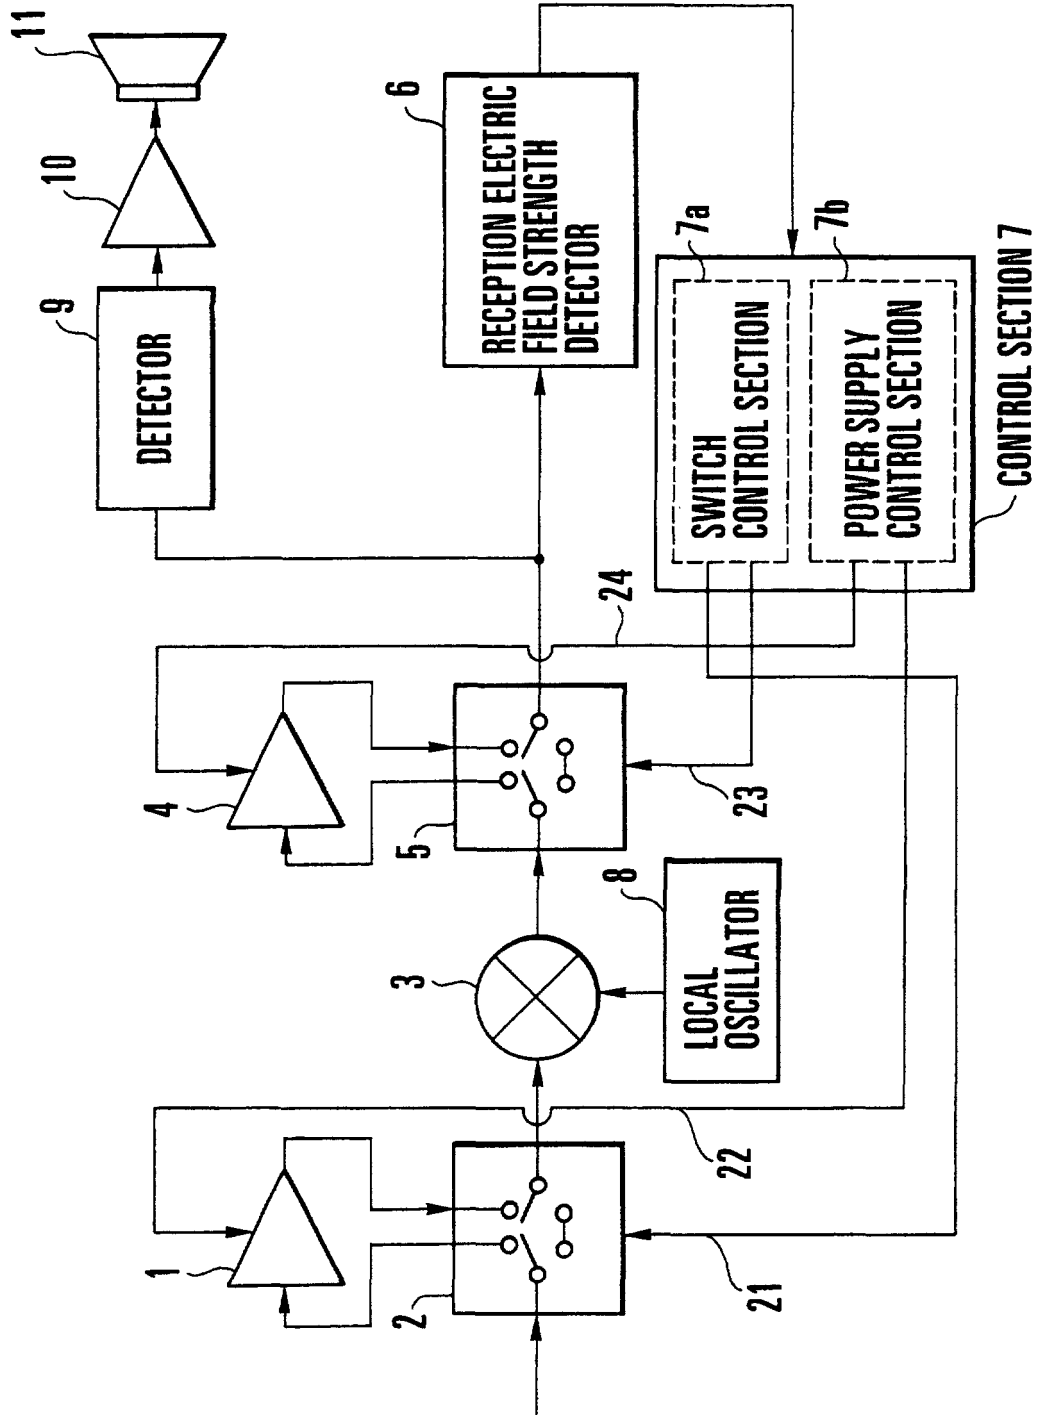 11
10
9
DETECTOR
6
RECEPTION ELECTRIC
FIELD STRENGTH
DETECTOR
4
24
7a
SWITCH
CONTROL SECTION
7b
POWER SUPPLY
CONTROL SECTION
CONTROL SECTION 7
5
23
3
8
LOCAL
OSCILLATOR
1
2
22
21